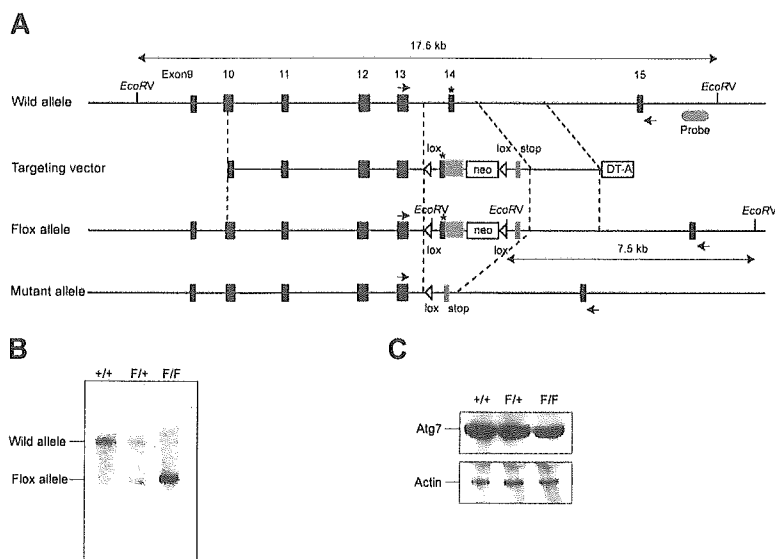 A
17.5 kb
EcoRV Exon9 10 11 12 13 14 15 EcoRV
*
Wild allele
Probe
lox * lox stop
Targeting vector neo DT-A
EcoRV * EcoRV EcoRV
Flox allele neo
lox lox 7.5 kb
Mutant allele
lox stop
B
+/+ F/+ F/F
Wild allele
Flox allele
C
+/+ F/+ F/F
Atg7
Actin